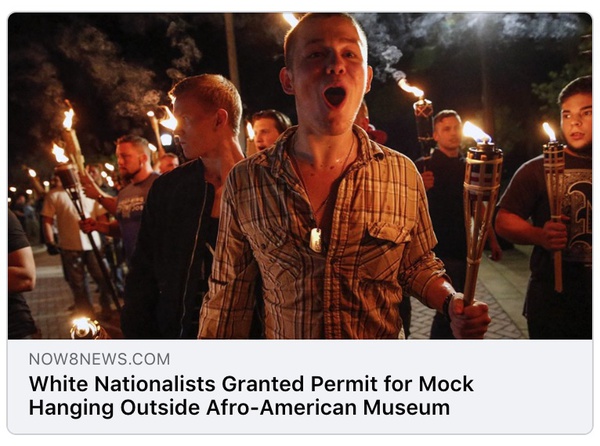 NOW8NEWS.COM
White Nationalists Granted Permit for Mock
Hanging Outside Afro-American Museum